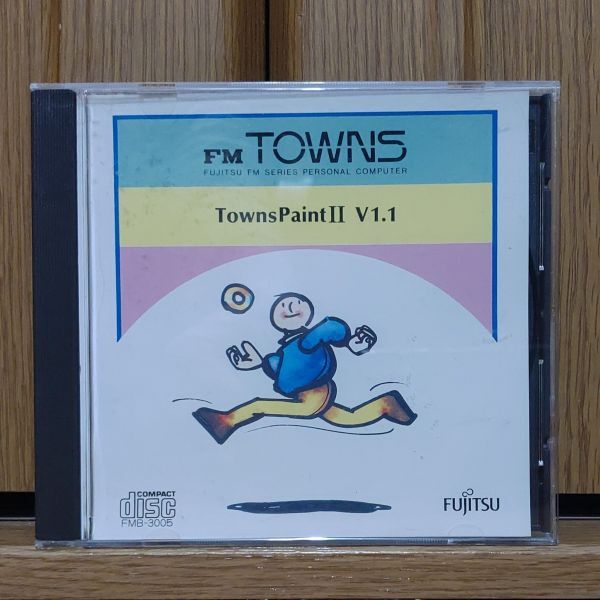 FM TOWNS
FUJITSU FM SERIES PERSONAL COMPUTER
TownsPaintⅡ V1.1
COMPACT
disc
FMB-3005
FUJITSU